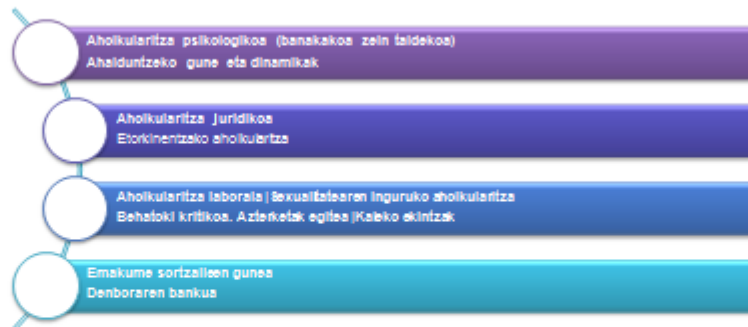 Aholkularitza psikologikoa (banakakoa zein taldekoa)
Ahalduntzeko gune eta dinamikak
Aholkularitza juridikoa
Etorkinentzako aholkulartza
Aholkularitza laborala | Sexualitatearen inguruko aholkularitza
Behatoki kritikoa. Azterketak egitea | Kaleko ekintzak
Emakume sortzaileen gunea
Denboraren bankua